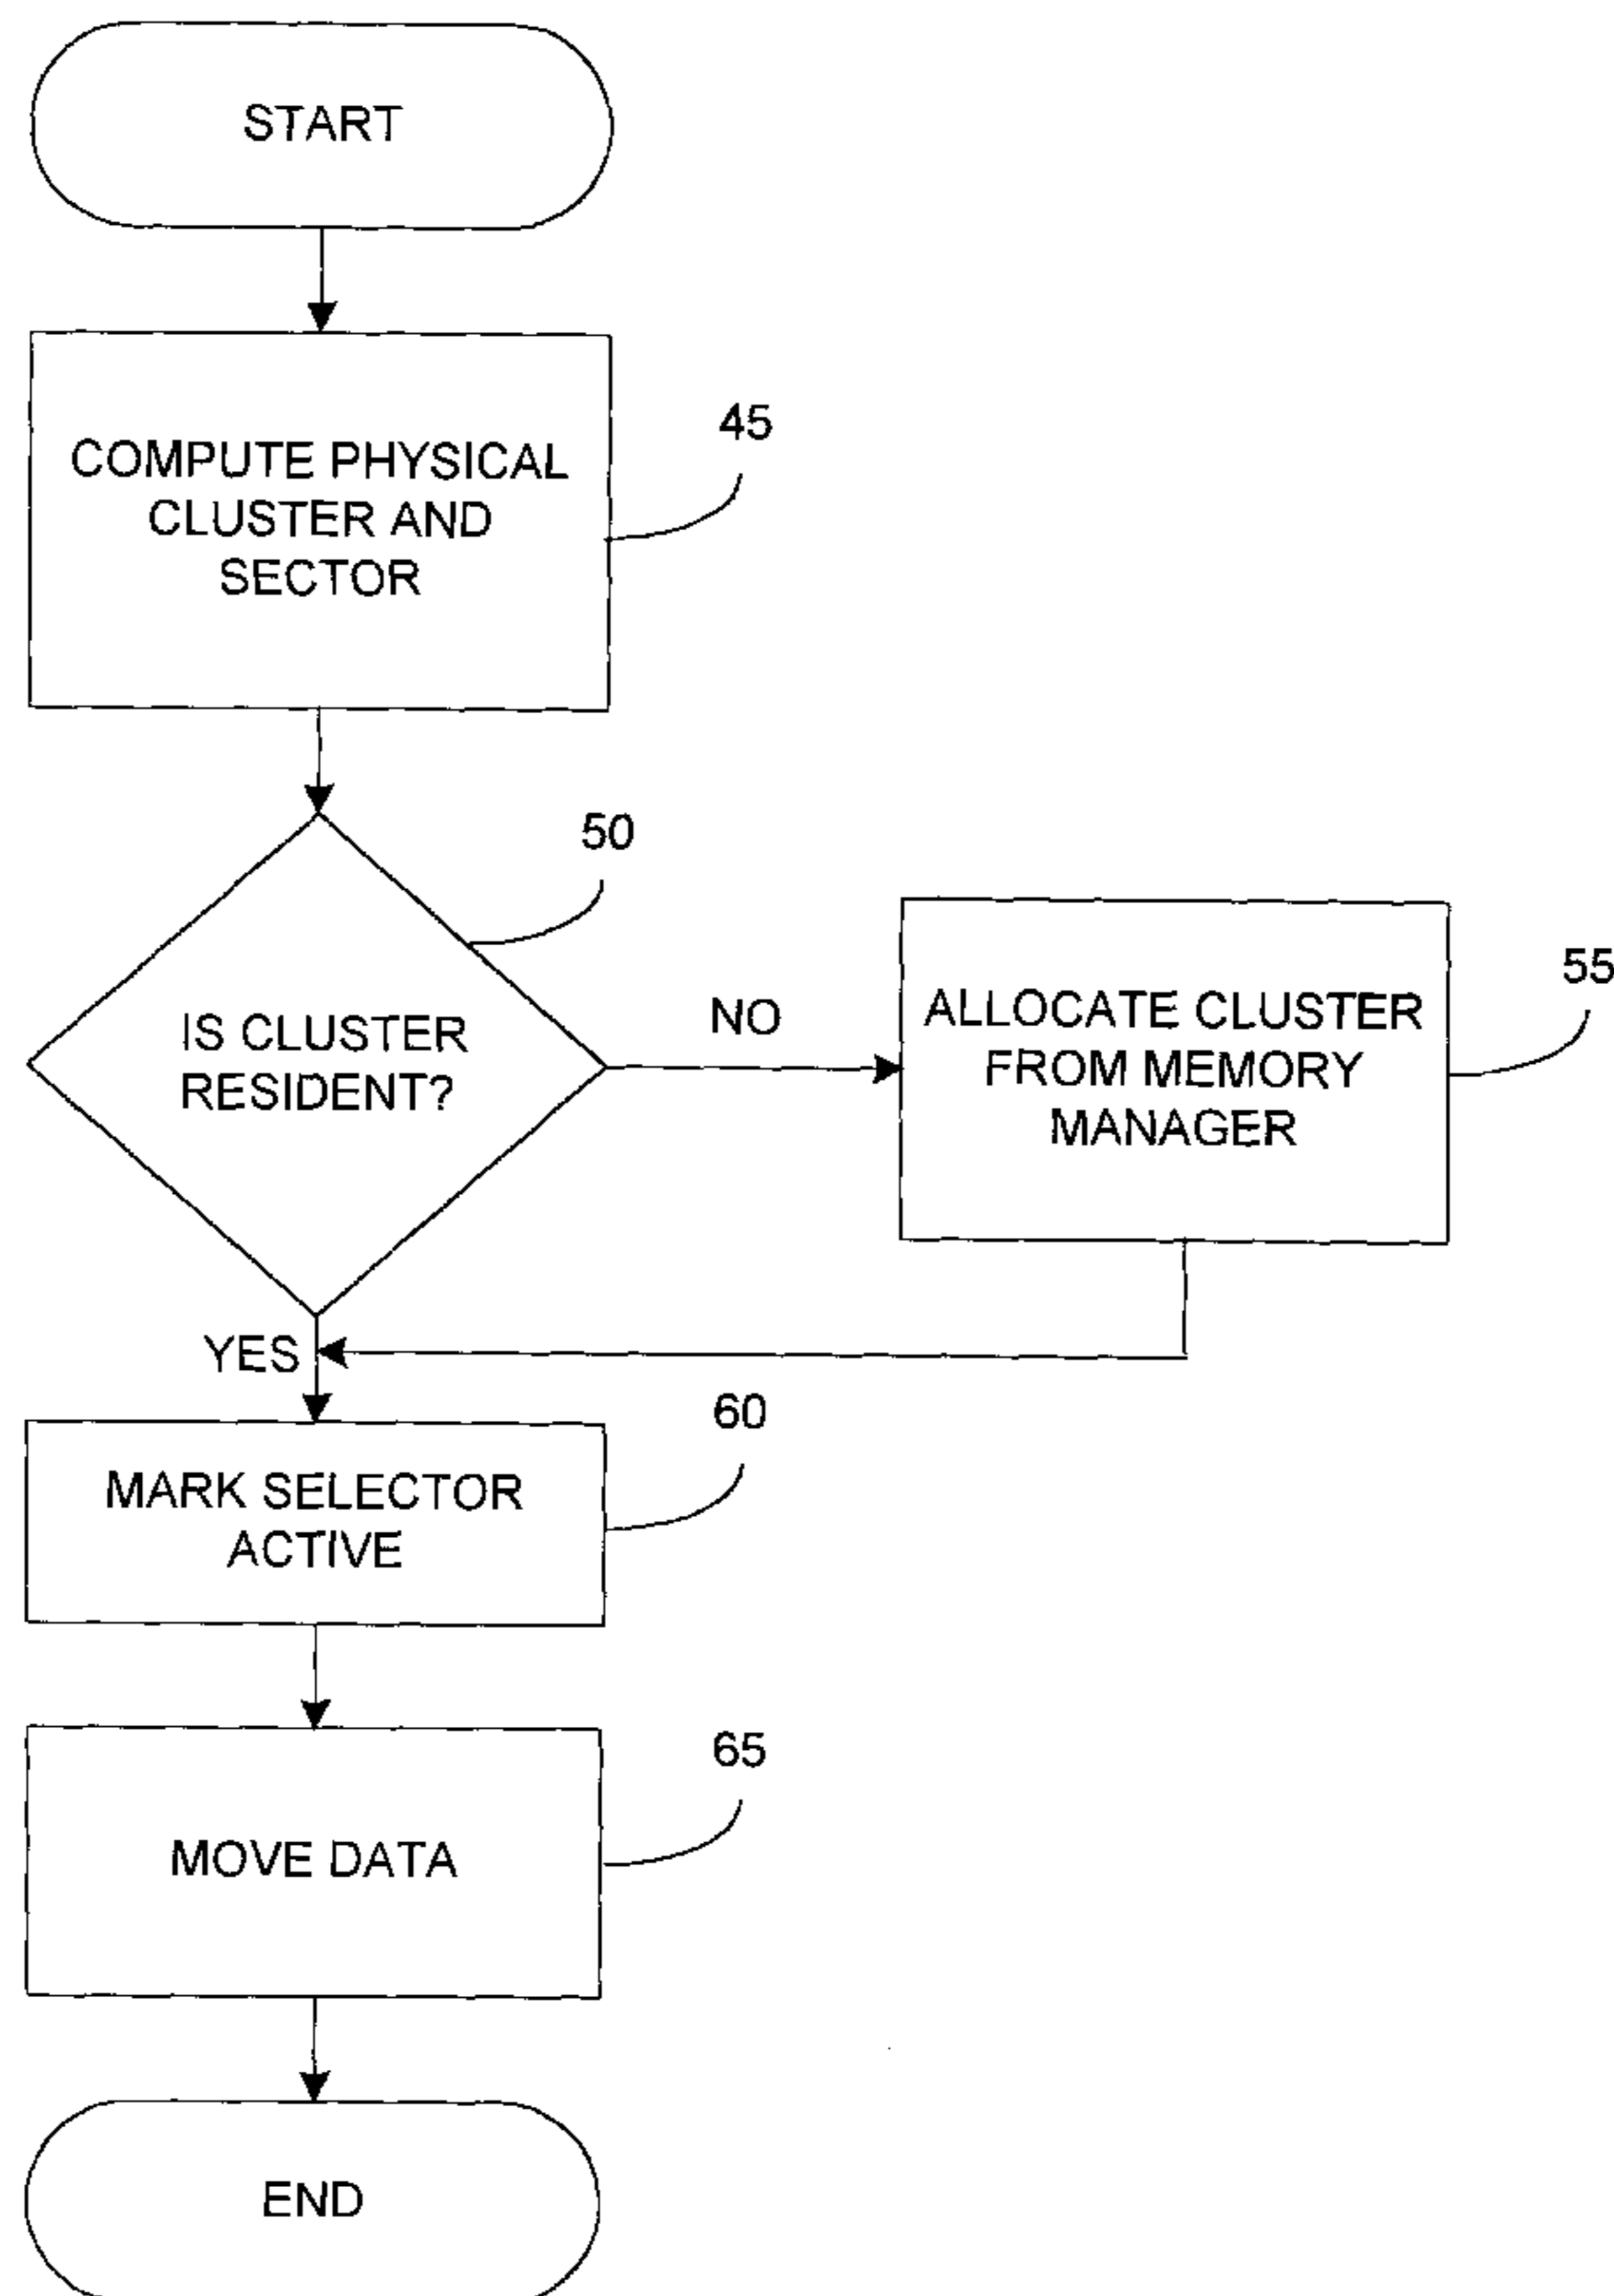 START
COMPUTE PHYSICAL
CLUSTER AND
SECTOR
45
50
IS CLUSTER
RESIDENT?
NO
ALLOCATE CLUSTER
FROM MEMORY
MANAGER
55
YES
MARK SELECTOR
ACTIVE
60
MOVE DATA
65
END